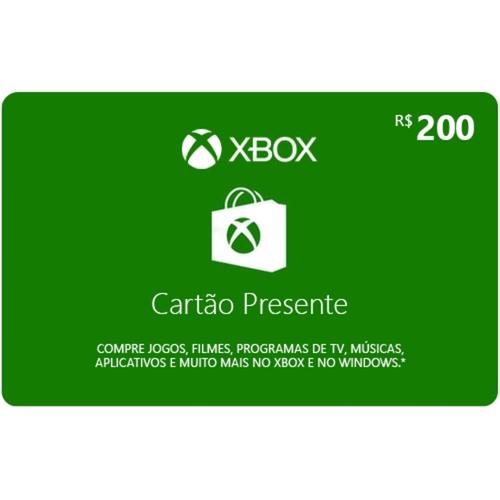 R$ 200
XBOX
Cartão Presente
COMPRE JOGOS, FILMES, PROGRAMAS DE TV, MÚSICAS,
APLICATIVOS E MUITO MAIS NO XBOX E NO WINDOWS.*